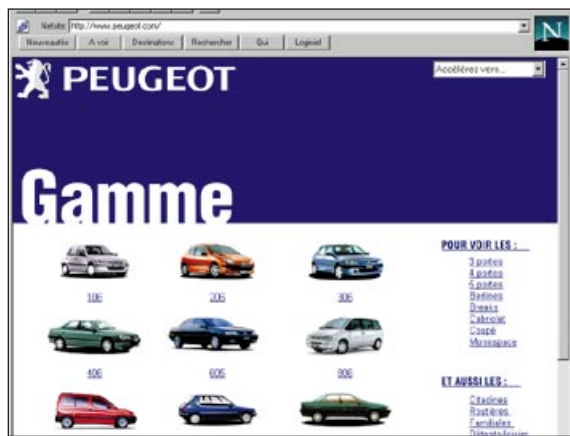 Netsite: http://www.peugeot.com/
Nouveautés A voir Destinations Rechercher Qui Logiciel
N
PEUGEOT
Accélérez vers...
Gamme
POUR VOIR LES :
3 portes
4 portes
5 portes
Berlines
Breaks
Cabriolet
Coupé
Monospace
106 206 306
406 605 806
ET AUSSI LES :
Citadines
Routières
Familiales